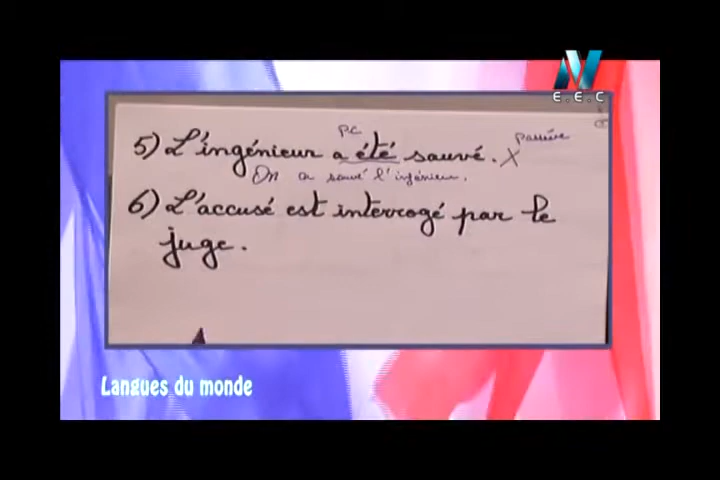 E.E.C
pc
passive
5) L'ingénieur a été sauvé. X
On a sauvé l'ingénieur.
6) L'accusé est interrogé par le
juge.
Langues du monde